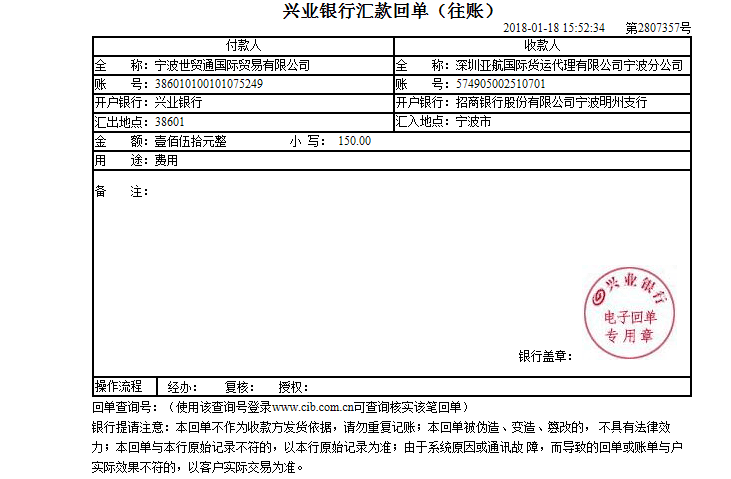 兴业银行汇款回单（往账）
2018-01-18 15:52:34 第2807357号
付款人 收款人
全 称：宁波世贸通国际贸易有限公司 全 称：深圳亚航国际货运代理有限公司宁波分公司
账 号：386010100101075249 账 号：574905002510701
开户银行：兴业银行 开户银行：招商银行股份有限公司宁波明州支行
汇出地点：38601 汇入地点：宁波市
金 额：壹佰伍拾元整 小 写： 150.00
用 途：费用
备 注：
兴业银行
电子回单
专用章
银行盖章：
操作流程 经办： 复核： 授权：
回单查询号：（使用该查询号登录www.cib.com.cn可查询核实该笔回单）
银行提请注意：本回单不作为收款方发货依据，请勿重复记账；本回单被伪造、变造、篡改的， 不具有法律效
力；本回单与本行原始记录不符的，以本行原始记录为准；由于系统原因或通讯故 障，而导致的回单或账单与户
实际效果不符的，以客户实际交易为准。